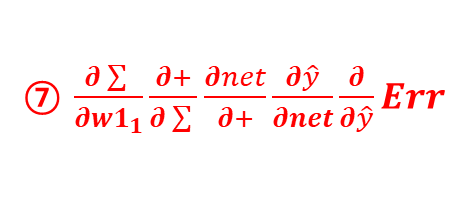 ⑦ ∂∑/∂w1₁ ∂+/∂∑ ∂net/∂+ ∂ŷ/∂net ∂/∂ŷ Err